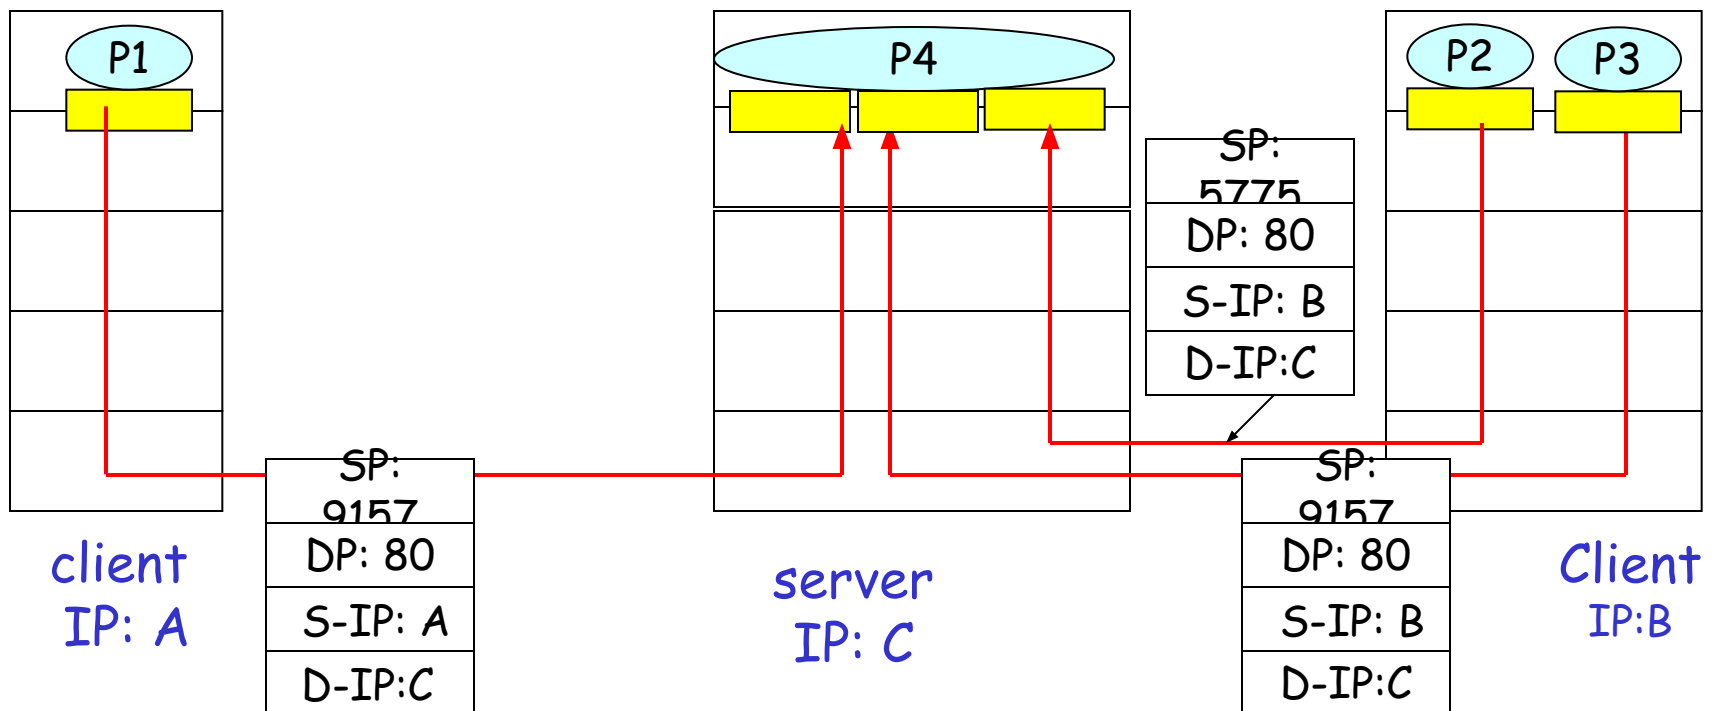 P1
P4
P2
P3
SP:
5775
DP: 80
S-IP: B
D-IP:C
SP:
9157
DP: 80
S-IP: A
D-IP:C
SP:
9157
DP: 80
S-IP: B
D-IP:C
client
IP: A
server
IP: C
Client
IP:B